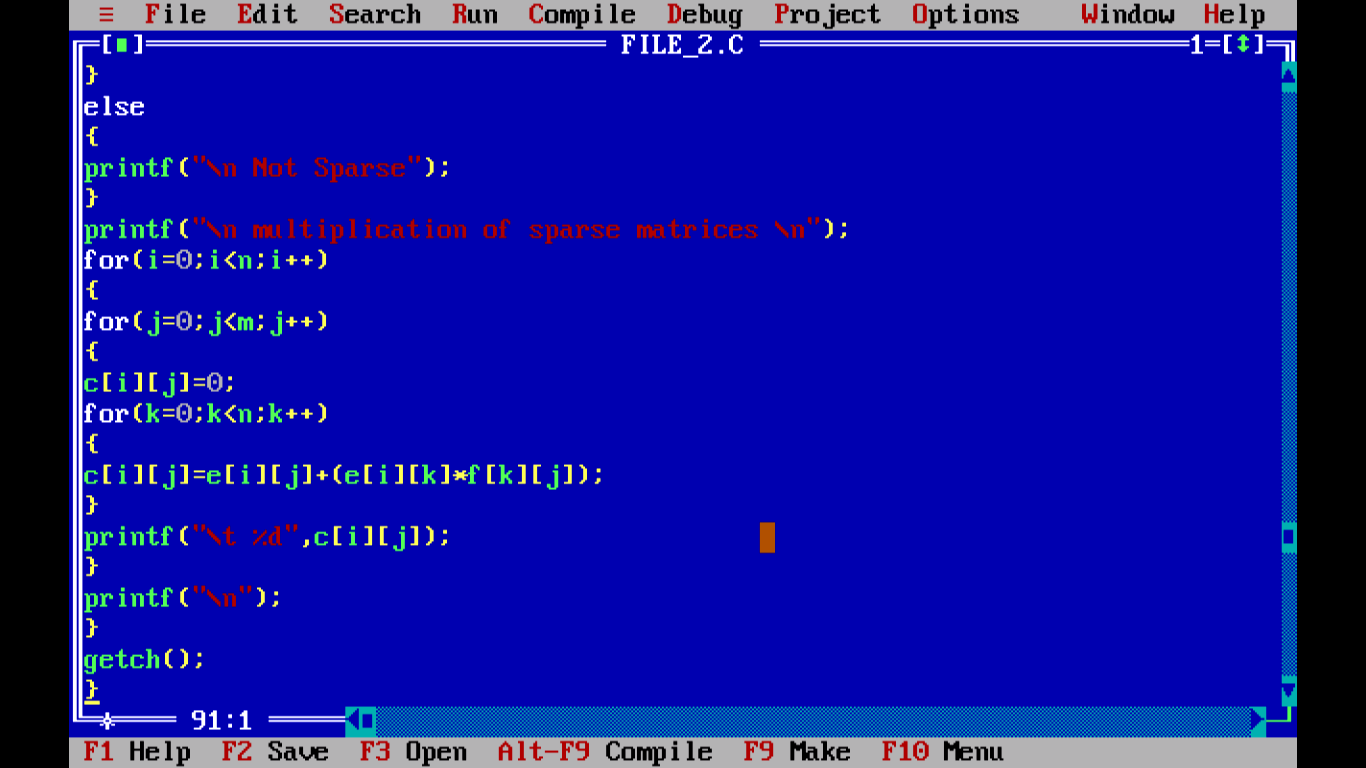 ≡ File Edit Search Run Compile Debug Project Options Window Help
[■] FILE_2.C 1=[↕]
}
else
{
printf("\n Not Sparse");
}
printf("\n multiplication of sparse matrices \n");
for(i=0;i<n;i++)
{
for(j=0;j<m;j++)
{
c[i][j]=0;
for(k=0;k<n;k++)
{
c[i][j]=e[i][j]+(e[i][k]*f[k][j]);
}
printf("\t %d",c[i][j]);
}
printf("\n");
}
getch();
}
91:1
F1 Help F2 Save F3 Open Alt-F9 Compile F9 Make F10 Menu